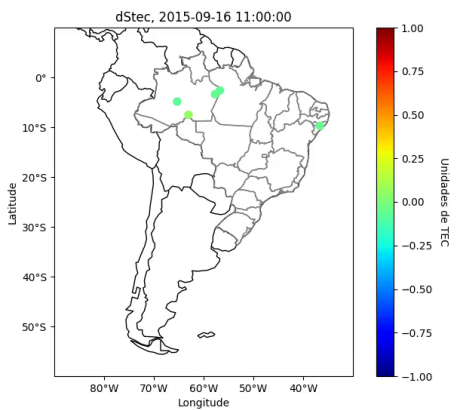 dStec, 2015-09-16 11:00:00
0°
10°S
20°S
30°S
40°S
50°S
Latitude
80°W 70°W 60°W 50°W 40°W
Longitude
1.00
0.75
0.50
0.25
0.00
−0.25
−0.50
−0.75
−1.00
Unidades de TEC